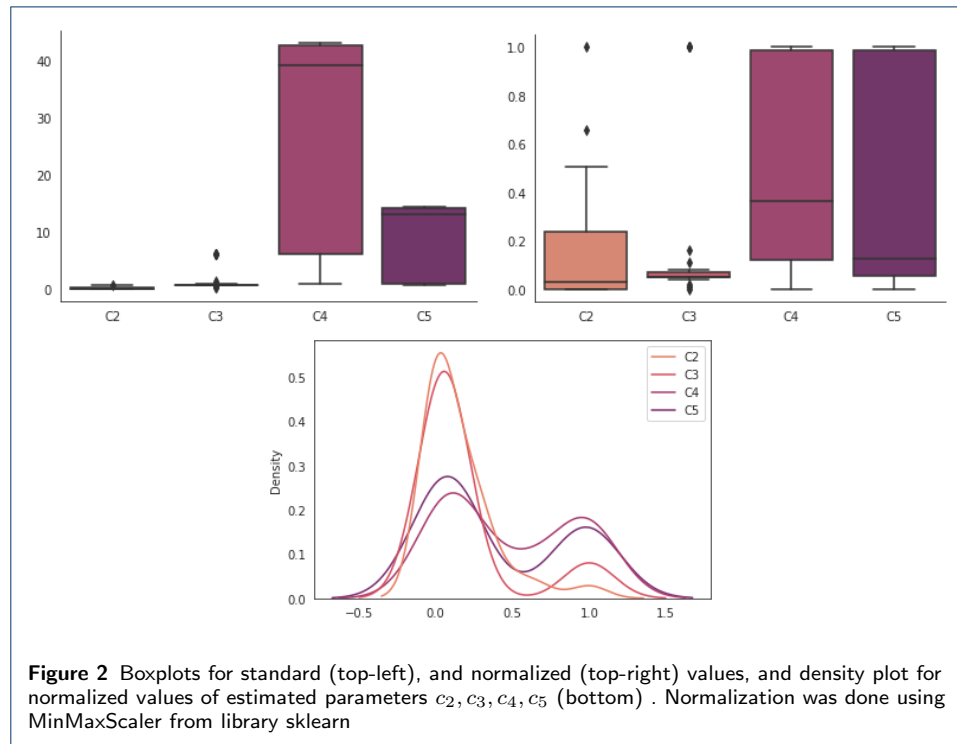 40
30
20
10
0
C2 C3 C4 C5
1.0
0.8
0.6
0.4
0.2
0.0
C2 C3 C4 C5
C2
C3
C4
C5
Density
0.5
0.4
0.3
0.2
0.1
0.0
−0.5 0.0 0.5 1.0 1.5
Figure 2 Boxplots for standard (top-left), and normalized (top-right) values, and density plot for
normalized values of estimated parameters c2, c3, c4, c5 (bottom) . Normalization was done using
MinMaxScaler from library sklearn